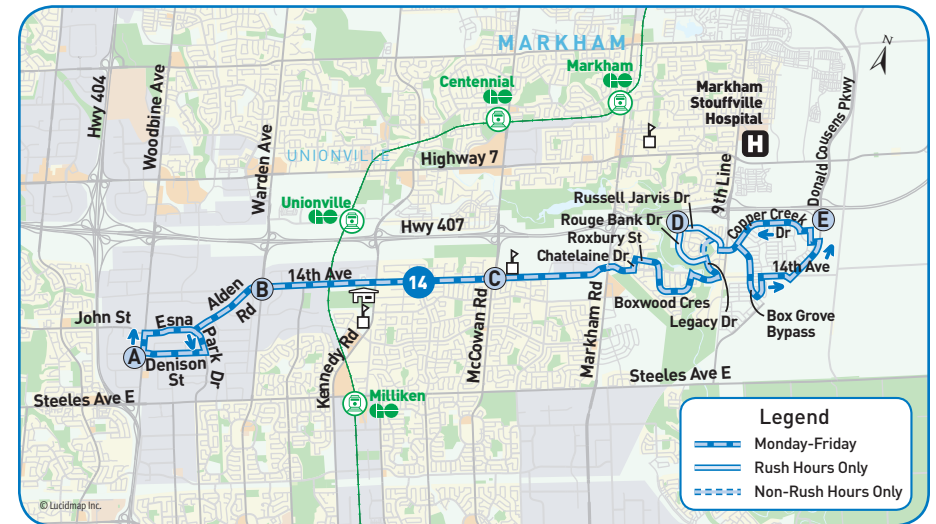 N
MARKHAM
Markham
GO
Centennial
GO
Markham
Stouffville
Hospital
H
Hwy 404
Woodbine Ave
Warden Ave
UNIONVILLE
Highway 7
9th Line
Donald Cousens Pkwy
Unionville
GO
Hwy 407
Russell Jarvis Dr
Rouge Bank Dr
D
Roxbury St
Chatelaine Dr
Copper Creek
Dr
E
14th Ave
14th Ave
14
C
B
Alden
Rd
John St
Esna
Park Dr
A
Denison
St
Boxwood Cres
Legacy Dr
Box Grove
Bypass
Kennedy Rd
McCowan Rd
Markham Rd
Steeles Ave E
Steeles Ave E
Milliken
GO
Legend
Monday-Friday
Rush Hours Only
Non-Rush Hours Only
© Lucidmap Inc.